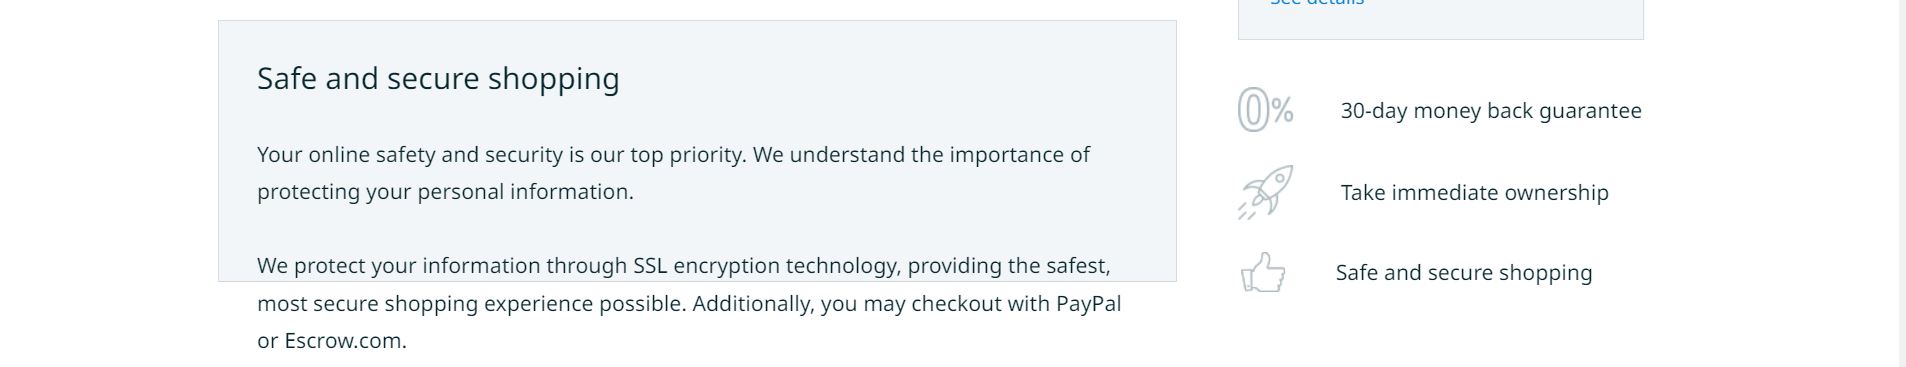 See details
Safe and secure shopping
Your online safety and security is our top priority. We understand the importance of
protecting your personal information.
We protect your information through SSL encryption technology, providing the safest,
most secure shopping experience possible. Additionally, you may checkout with PayPal
or Escrow.com.
0%
30-day money back guarantee
Take immediate ownership
Safe and secure shopping